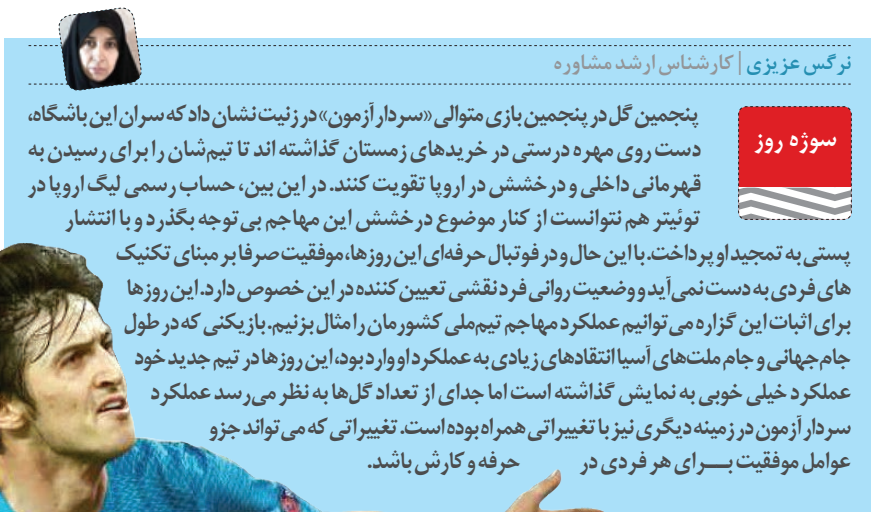 نرگس عزیزی | کارشناس ارشد مشاوره
سوژه روز
پنجمین گل در پنجمین بازی متوالی «سردار آزمون» در زنیت نشان داد که سران این باشگاه،
دست روی مهره درستی در خریدهای زمستان گذاشته اند تا تیم‌شان را برای رسیدن به
قهرمانی داخلی و درخشش در اروپا تقویت کنند. در این بین، حساب رسمی لیگ اروپا در
توئیتر هم نتوانست از کنار موضوع درخشش این مهاجم بی‌توجه بگذرد و با انتشار
پستی به تمجید او پرداخت. با این حال و در فوتبال حرفه‌ای این روزها، موفقیت صرفا بر مبنای تکنیک
های فردی به دست نمی‌آید و وضعیت روانی فرد نقشی تعیین کننده در این خصوص دارد. این روزها
برای اثبات این گزاره می‌توانیم عملکرد مهاجم تیم‌ملی کشورمان را مثال بزنیم. بازیکنی که در طول
جام جهانی و جام ملت‌های آسیا انتقادهای زیادی به عملکرد او وارد بود، این روزها در تیم جدید خود
عملکرد خیلی خوبی به نمایش گذاشته است اما جدای از تعداد گل‌ها به نظر می‌رسد عملکرد
سردار آزمون در زمینه دیگری نیز با تغییراتی همراه بوده است. تغییراتی که می‌تواند جزو
عوامل موفقیت بـــرای هر فردی در حرفه و کارش باشد.